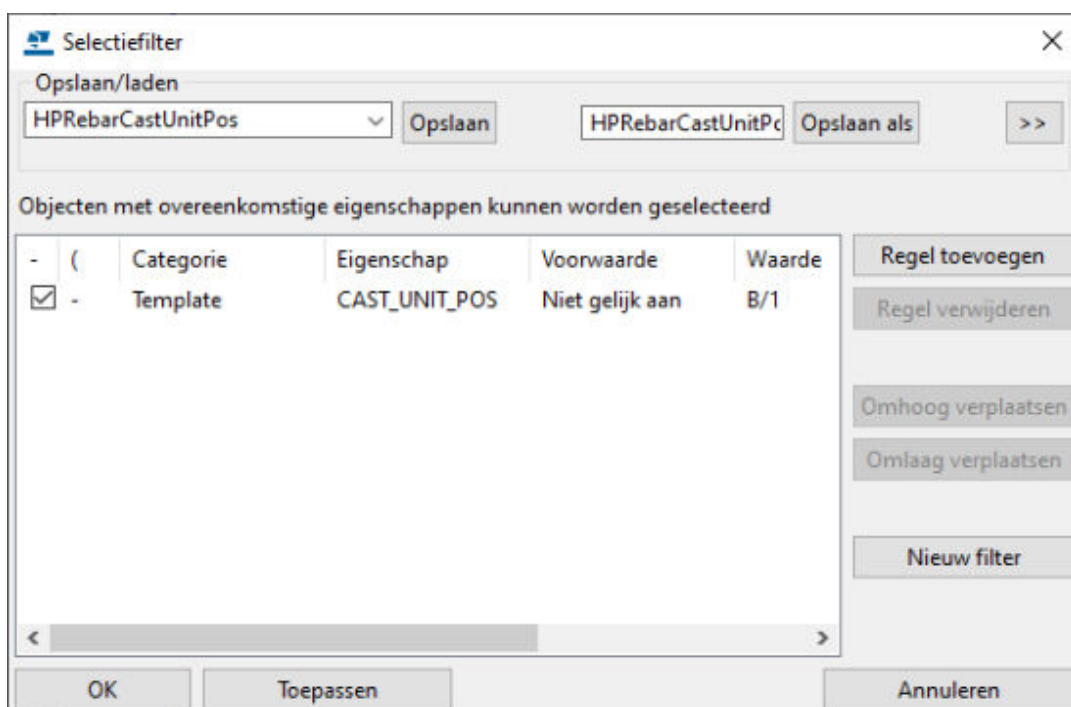 Selectiefilter
Opslaan/laden
HPRebarCastUnitPos Opslaan HPRebarCastUnitPo Opslaan als >>
Objecten met overeenkomstige eigenschappen kunnen worden geselecteerd
- ( Categorie Eigenschap Voorwaarde Waarde Regel toevoegen
- Template CAST_UNIT_POS Niet gelijk aan B/1 Regel verwijderen
Omhoog verplaatsen
Omlaag verplaatsen
Nieuw filter
OK Toepassen Annuleren